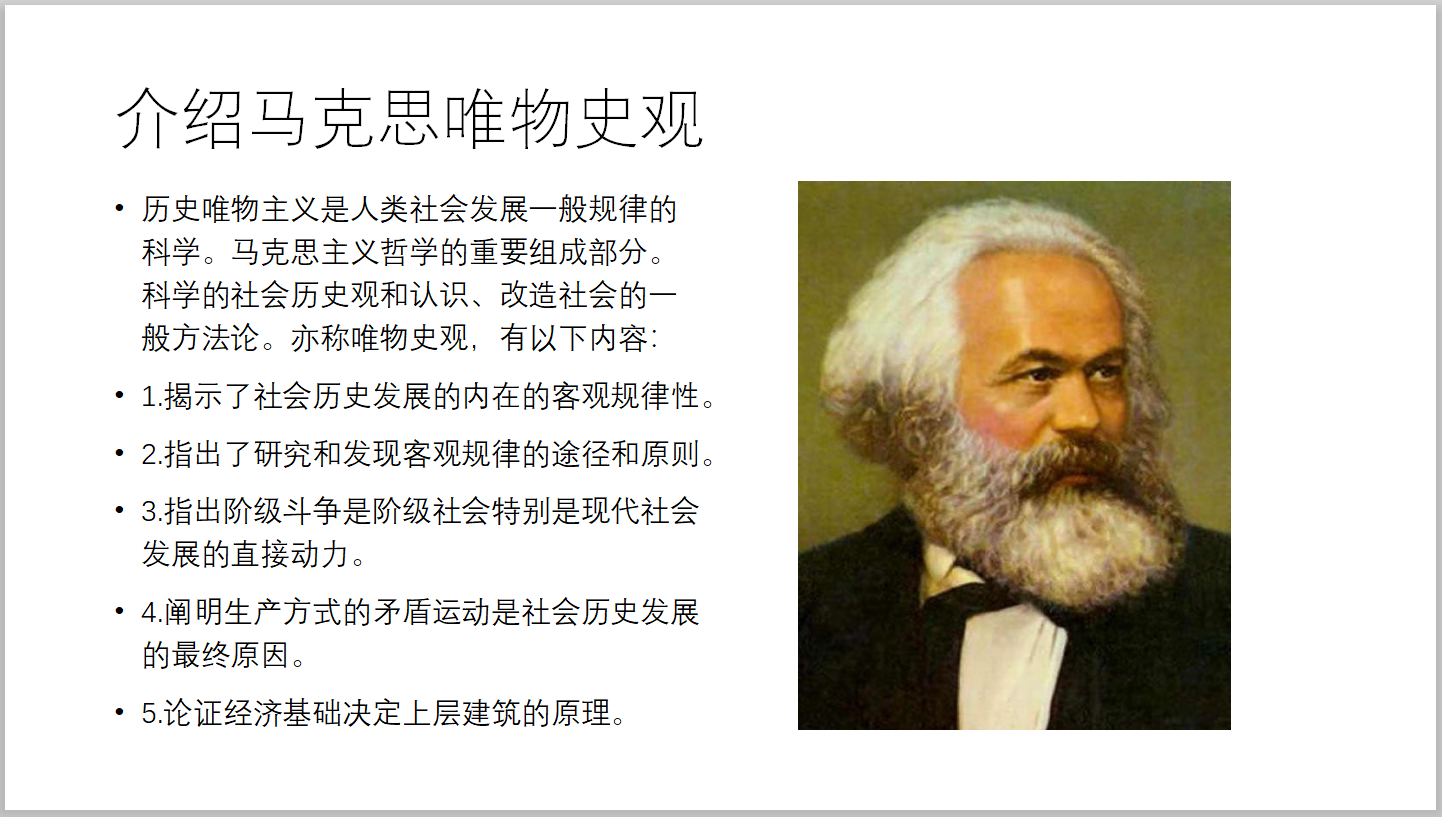 介绍马克思唯物史观
• 历史唯物主义是人类社会发展一般规律的
科学。马克思主义哲学的重要组成部分。
科学的社会历史观和认识、改造社会的一
般方法论。亦称唯物史观，有以下内容：
• 1.揭示了社会历史发展的内在的客观规律性。
• 2.指出了研究和发现客观规律的途径和原则。
• 3.指出阶级斗争是阶级社会特别是现代社会
发展的直接动力。
• 4.阐明生产方式的矛盾运动是社会历史发展
的最终原因。
• 5.论证经济基础决定上层建筑的原理。